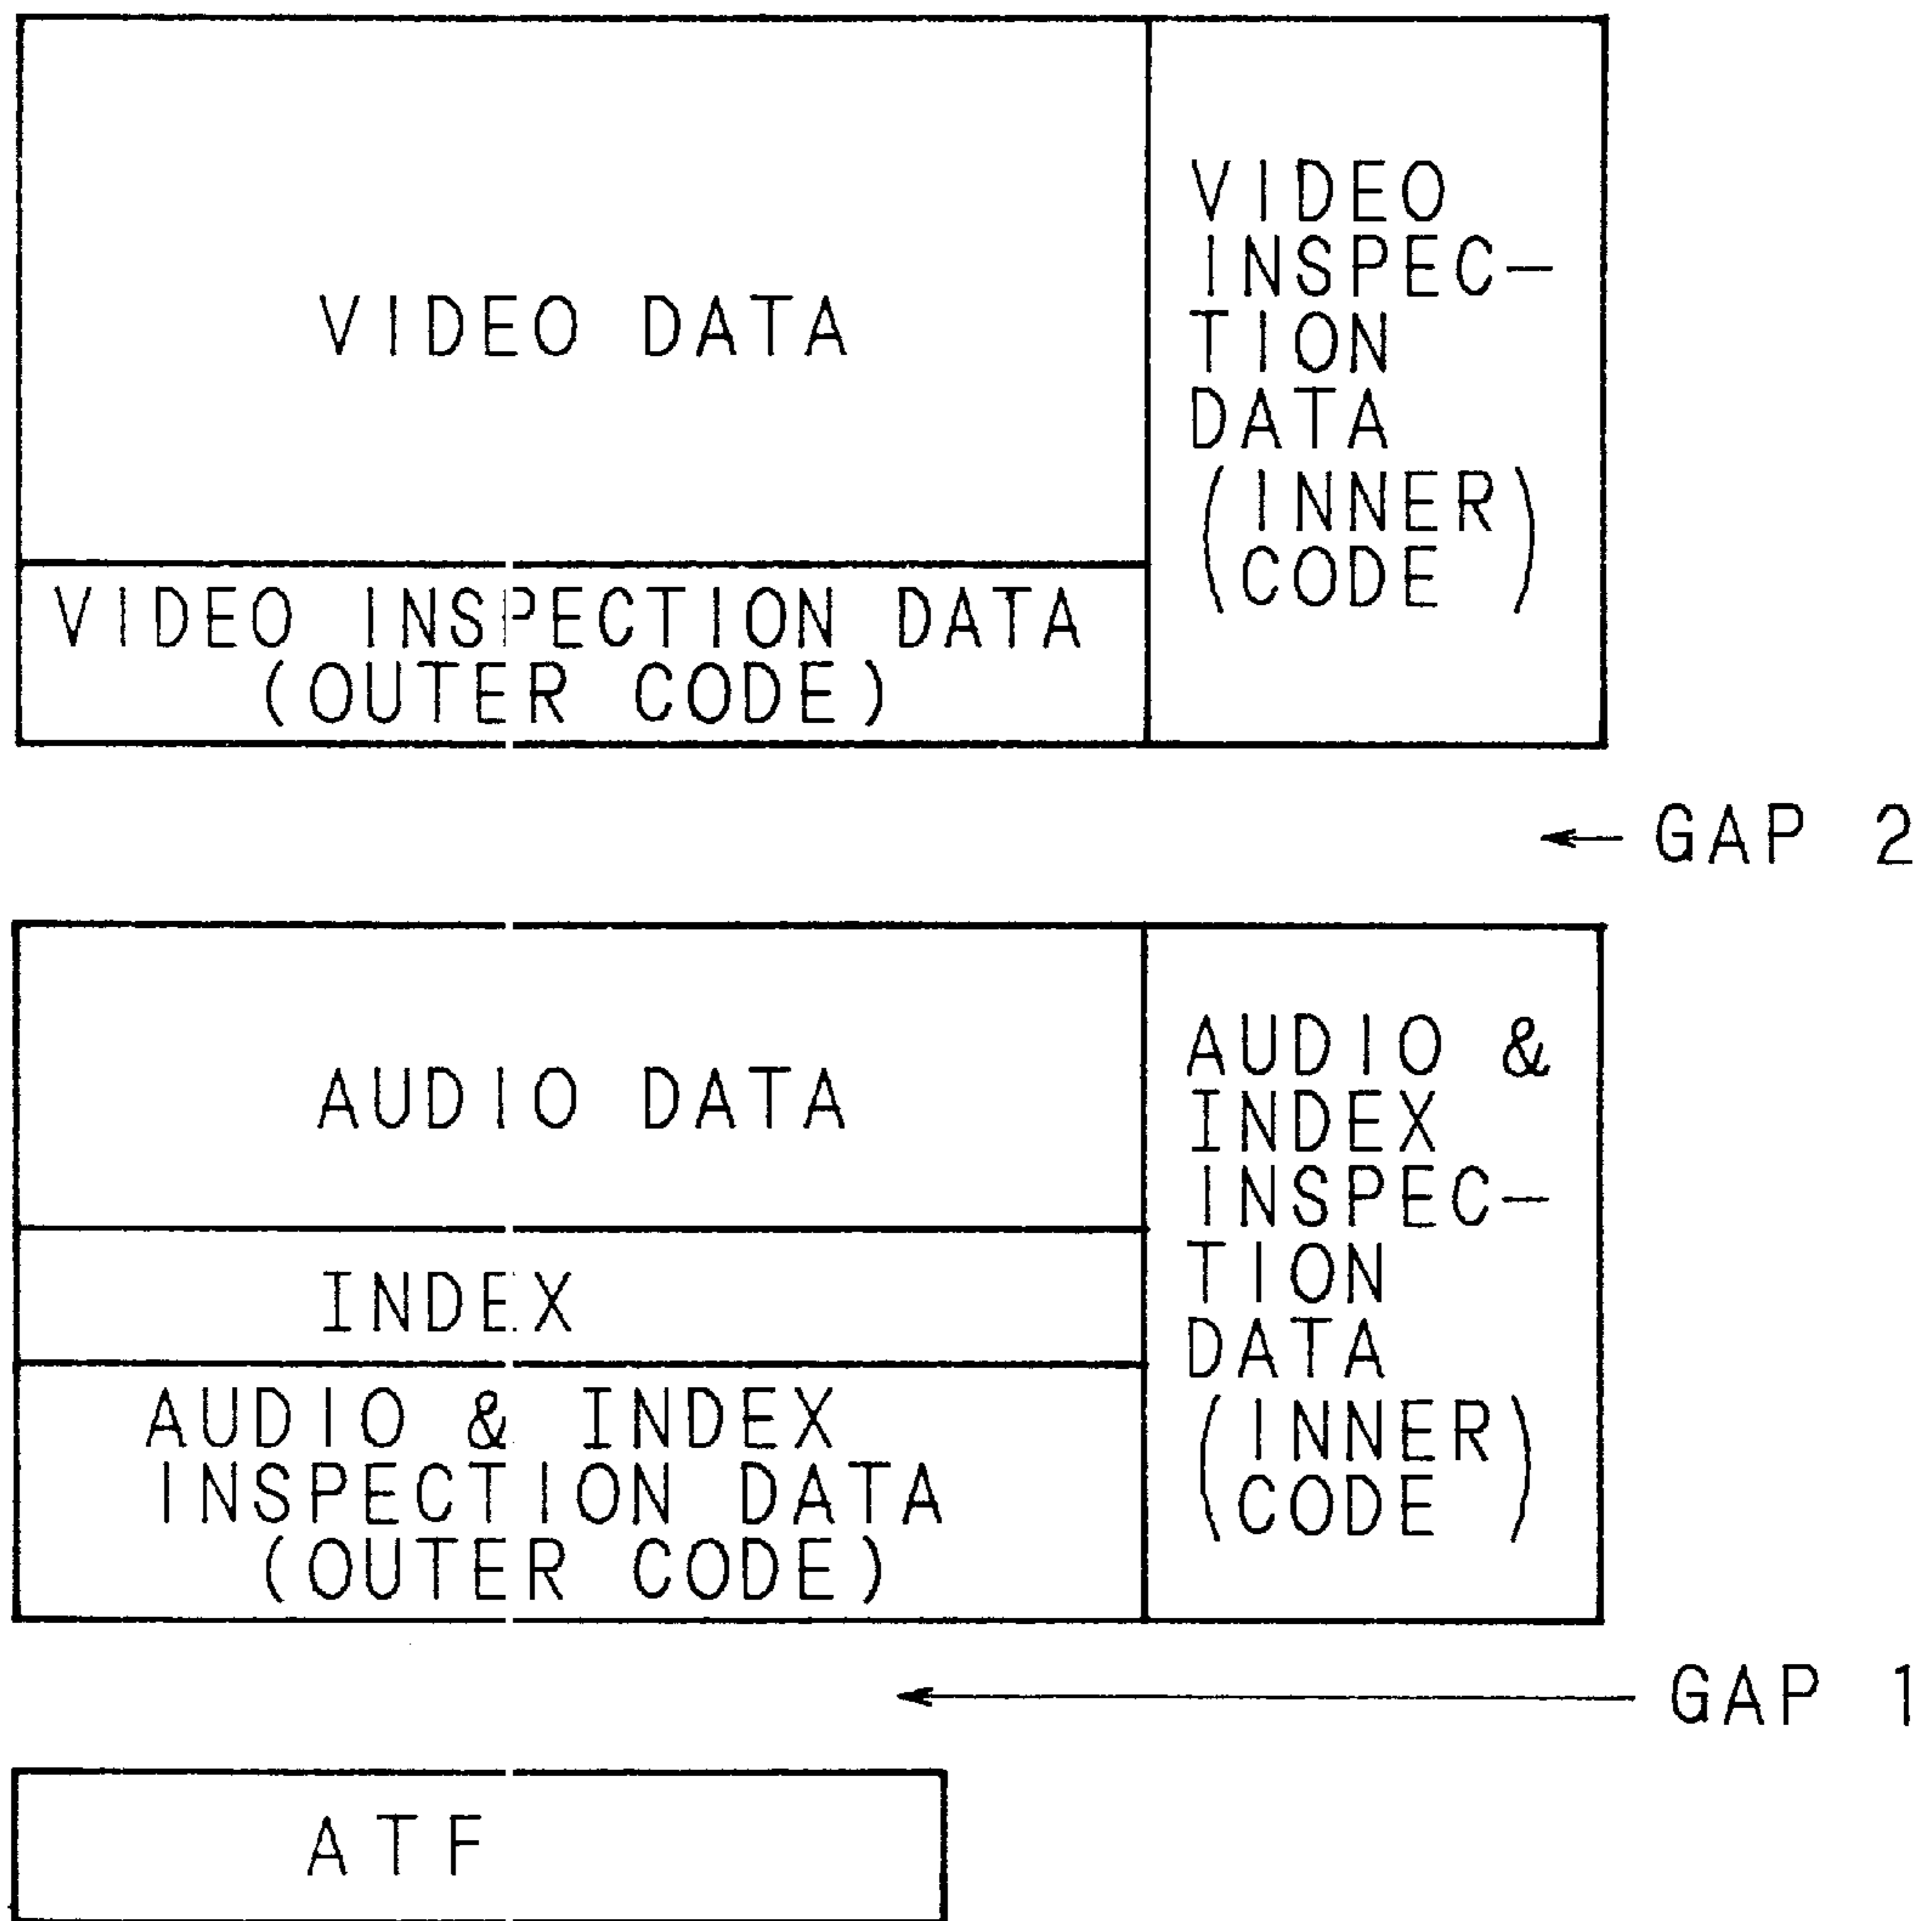 VIDEO DATA
VIDEO INSPECTION DATA
(OUTER CODE)
VIDEO
INSPEC-
TION
DATA
(INNER
CODE)
GAP 2
AUDIO DATA
INDEX
AUDIO & INDEX
INSPECTION DATA
(OUTER CODE)
AUDIO &
INDEX
INSPEC-
TION
DATA
(INNER
CODE)
GAP 1
ATF